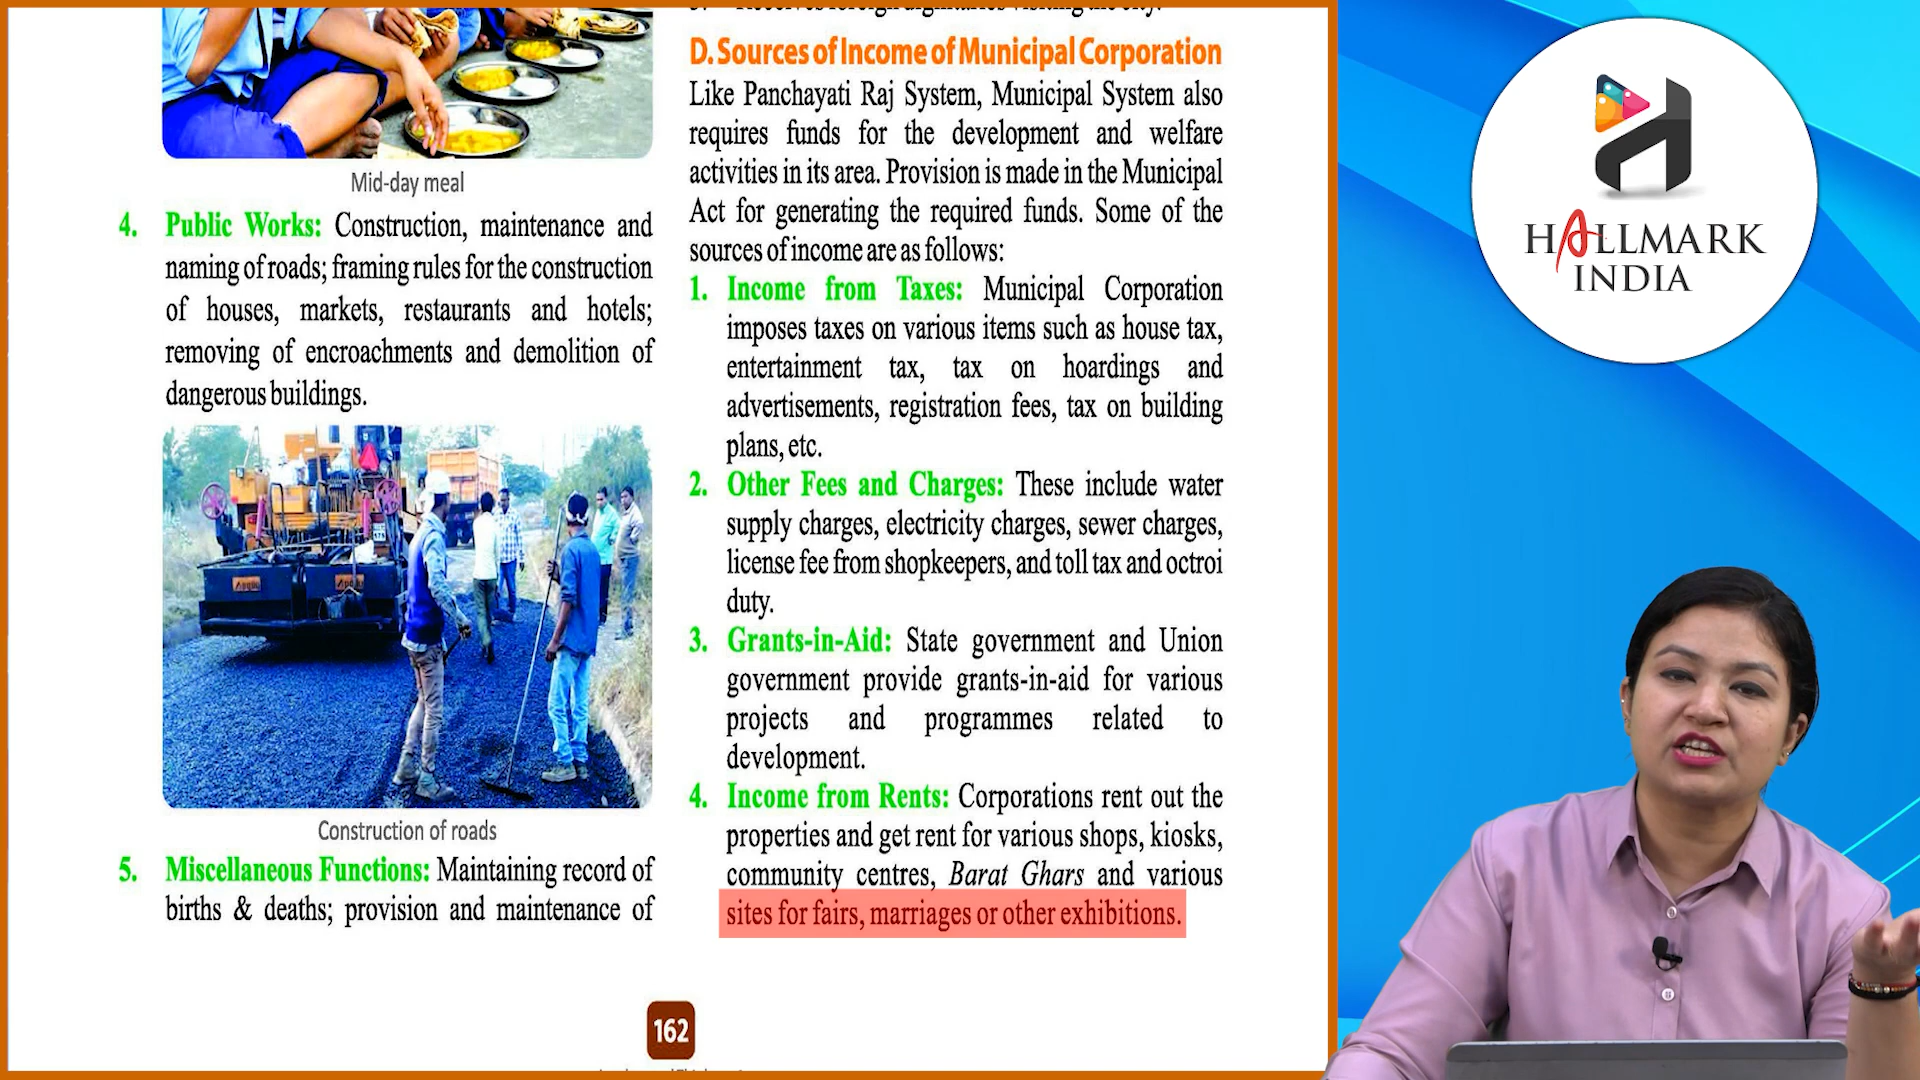 Mid-day meal
4. Public Works: Construction, maintenance and
naming of roads; framing rules for the construction
of houses, markets, restaurants and hotels;
removing of encroachments and demolition of
dangerous buildings.
Construction of roads
5. Miscellaneous Functions: Maintaining record of
births & deaths; provision and maintenance of
D. Sources of Income of Municipal Corporation
Like Panchayati Raj System, Municipal System also
requires funds for the development and welfare
activities in its area. Provision is made in the Municipal
Act for generating the required funds. Some of the
sources of income are as follows:
1. Income from Taxes: Municipal Corporation
imposes taxes on various items such as house tax,
entertainment tax, tax on hoardings and
advertisements, registration fees, tax on building
plans, etc.
2. Other Fees and Charges: These include water
supply charges, electricity charges, sewer charges,
license fee from shopkeepers, and toll tax and octroi
duty.
3. Grants-in-Aid: State government and Union
government provide grants-in-aid for various
projects and programmes related to
development.
4. Income from Rents: Corporations rent out the
properties and get rent for various shops, kiosks,
community centres, Barat Ghars and various
sites for fairs, marriages or other exhibitions.
162
HALLMARK
INDIA